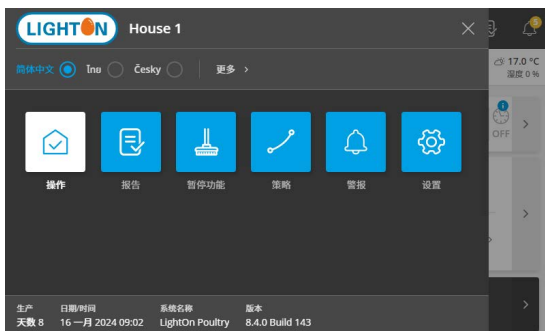 LIGHTON House 1
简体中文 ไทย Česky 更多
17.0 °C
湿度 0 %
OFF
操作 报告 暂停功能 策略 警报 设置
生产 日期/时间 系统名称 版本
天数 8 16 一月 2024 09:02 LightOn Poultry 8.4.0 Build 143